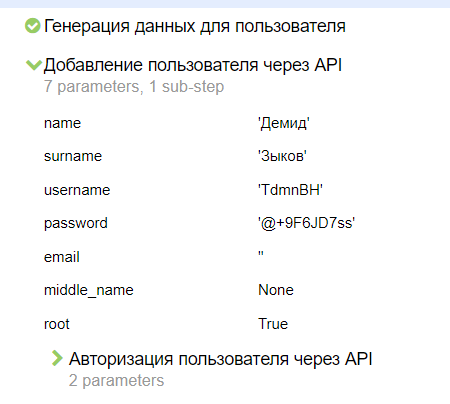 Генерация данных для пользователя
Добавление пользователя через API
7 parameters, 1 sub-step
name 'Демид'
surname 'Зыков'
username 'TdmnBH'
password '@+9F6JD7ss'
email ''
middle_name None
root True
Авторизация пользователя через API
2 parameters